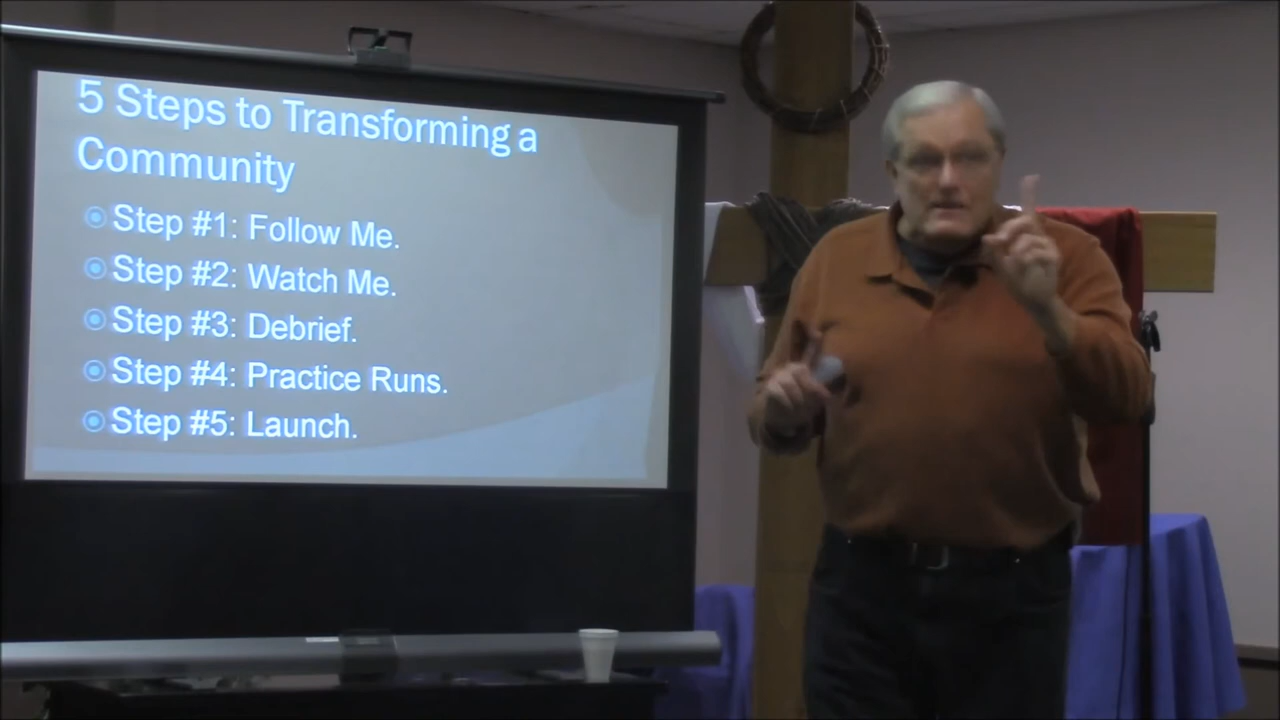 5 Steps to Transforming a
Community
Step #1: Follow Me.
Step #2: Watch Me.
Step #3: Debrief.
Step #4: Practice Runs.
Step #5: Launch.